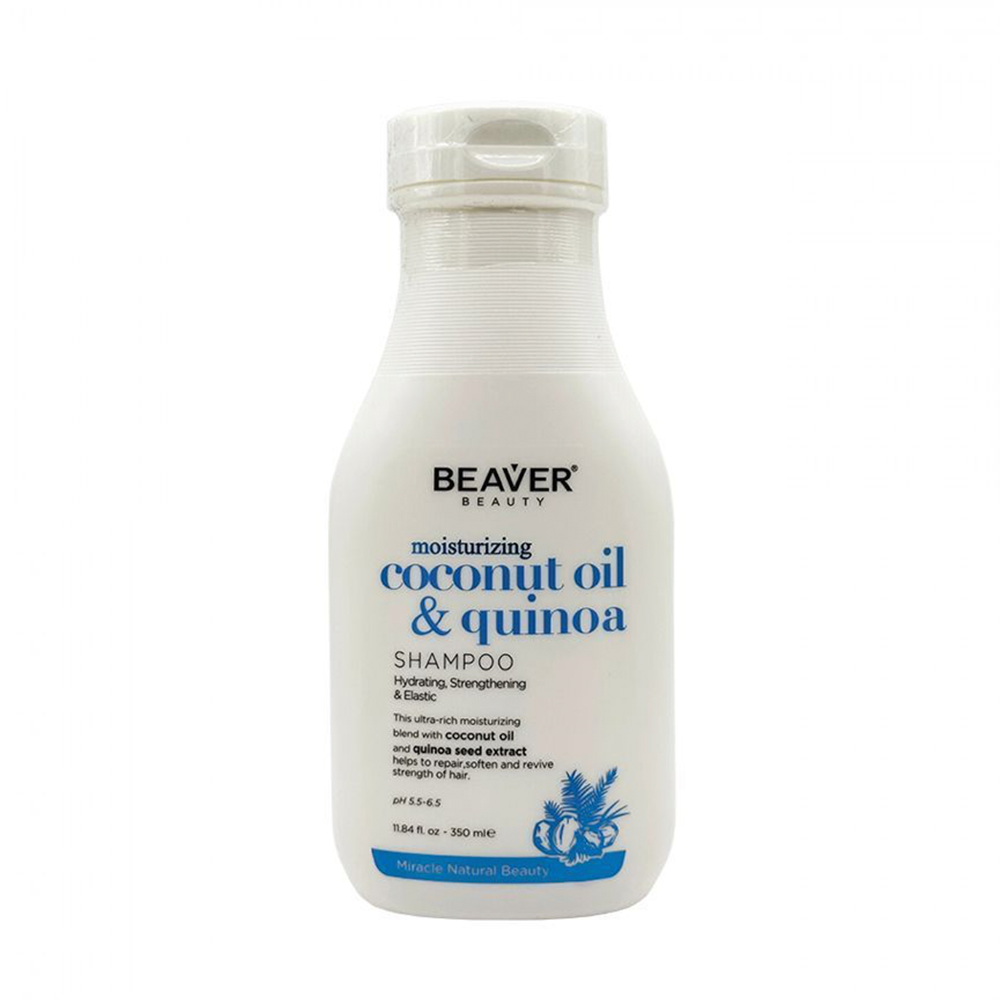 BEAVER®
BEAUTY
moisturizing
coconut oil
& quinoa
SHAMPOO
Hydrating, Strengthening
& Elastic
This ultra-rich moisturizing
blend with coconut oil
and quinoa seed extract
helps to repair,soften and revive
strength of hair.
pH 5.5-6.5
11.84 fl. oz - 350 ml℮
Miracle Natural Beauty